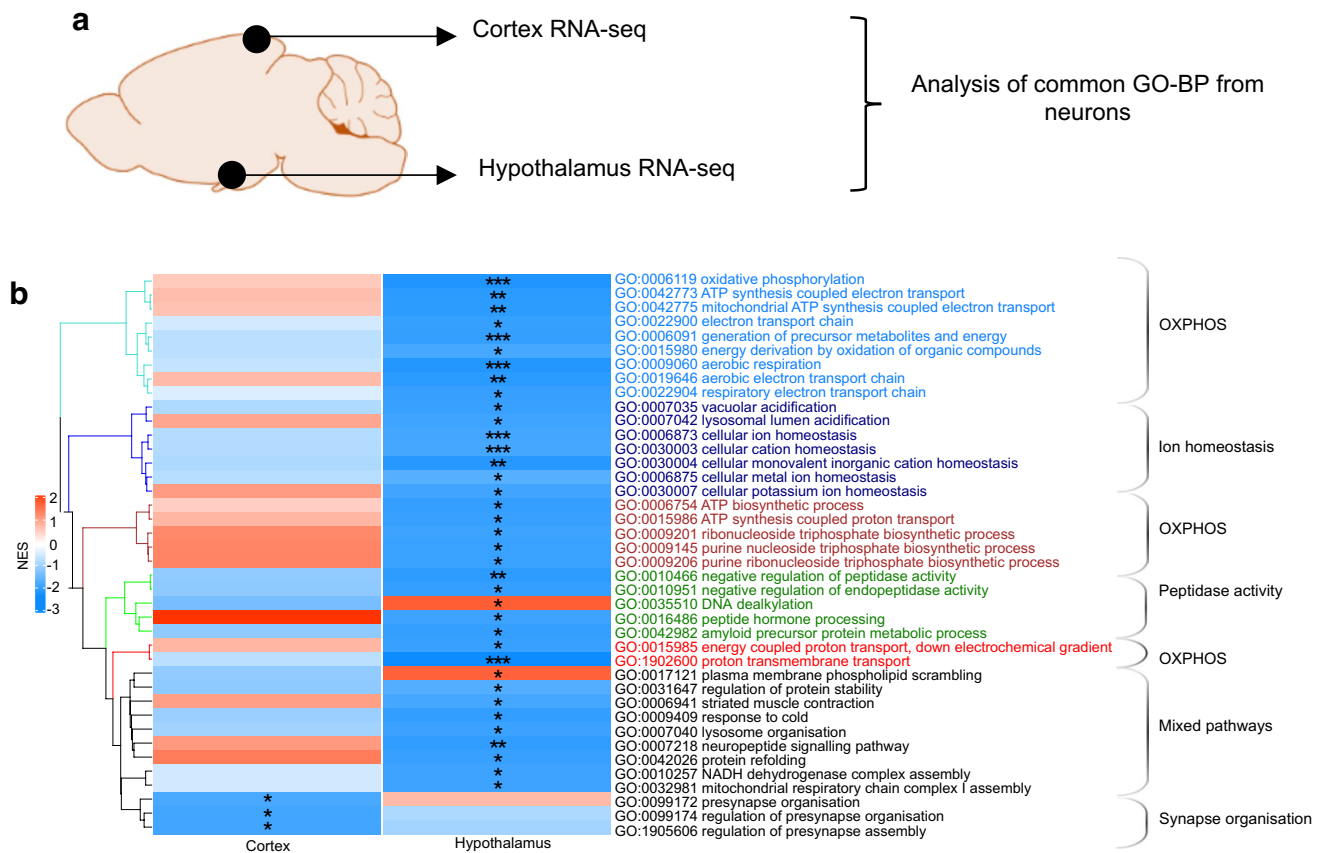 a
Cortex RNA-seq
Hypothalamus RNA-seq
Analysis of common GO-BP from
neurons
b
NES
2
1
0
-1
-2
-3
***
**
**
*
***
*
***
**
*
*
*
***
***
**
*
*
*
*
*
*
*
**
*
*
*
*
*
***
*
*
*
*
*
**
*
*
*
*
*
*
GO:0006119 oxidative phosphorylation
GO:0042773 ATP synthesis coupled electron transport
GO:0042775 mitochondrial ATP synthesis coupled electron transport
GO:0022900 electron transport chain
GO:0006091 generation of precursor metabolites and energy
GO:0015980 energy derivation by oxidation of organic compounds
GO:0009060 aerobic respiration
GO:0019646 aerobic electron transport chain
GO:0022904 respiratory electron transport chain
GO:0007035 vacuolar acidification
GO:0007042 lysosomal lumen acidification
GO:0006873 cellular ion homeostasis
GO:0030003 cellular cation homeostasis
GO:0030004 cellular monovalent inorganic cation homeostasis
GO:0006875 cellular metal ion homeostasis
GO:0030007 cellular potassium ion homeostasis
GO:0006754 ATP biosynthetic process
GO:0015986 ATP synthesis coupled proton transport
GO:0009201 ribonucleoside triphosphate biosynthetic process
GO:0009145 purine nucleoside triphosphate biosynthetic process
GO:0009206 purine ribonucleoside triphosphate biosynthetic process
GO:0010466 negative regulation of peptidase activity
GO:0010951 negative regulation of endopeptidase activity
GO:0035510 DNA dealkylation
GO:0016486 peptide hormone processing
GO:0042982 amyloid precursor protein metabolic process
GO:0015985 energy coupled proton transport, down electrochemical gradient
GO:1902600 proton transmembrane transport
GO:0017121 plasma membrane phospholipid scrambling
GO:0031647 regulation of protein stability
GO:0006941 striated muscle contraction
GO:0009409 response to cold
GO:0007040 lysosome organisation
GO:0007218 neuropeptide signalling pathway
GO:0042026 protein refolding
GO:0010257 NADH dehydrogenase complex assembly
GO:0032981 mitochondrial respiratory chain complex I assembly
GO:0099172 presynapse organisation
GO:0099174 regulation of presynapse organisation
GO:1905606 regulation of presynapse assembly
OXPHOS
Ion homeostasis
OXPHOS
Peptidase activity
OXPHOS
Mixed pathways
Synapse organisation
Cortex
Hypothalamus